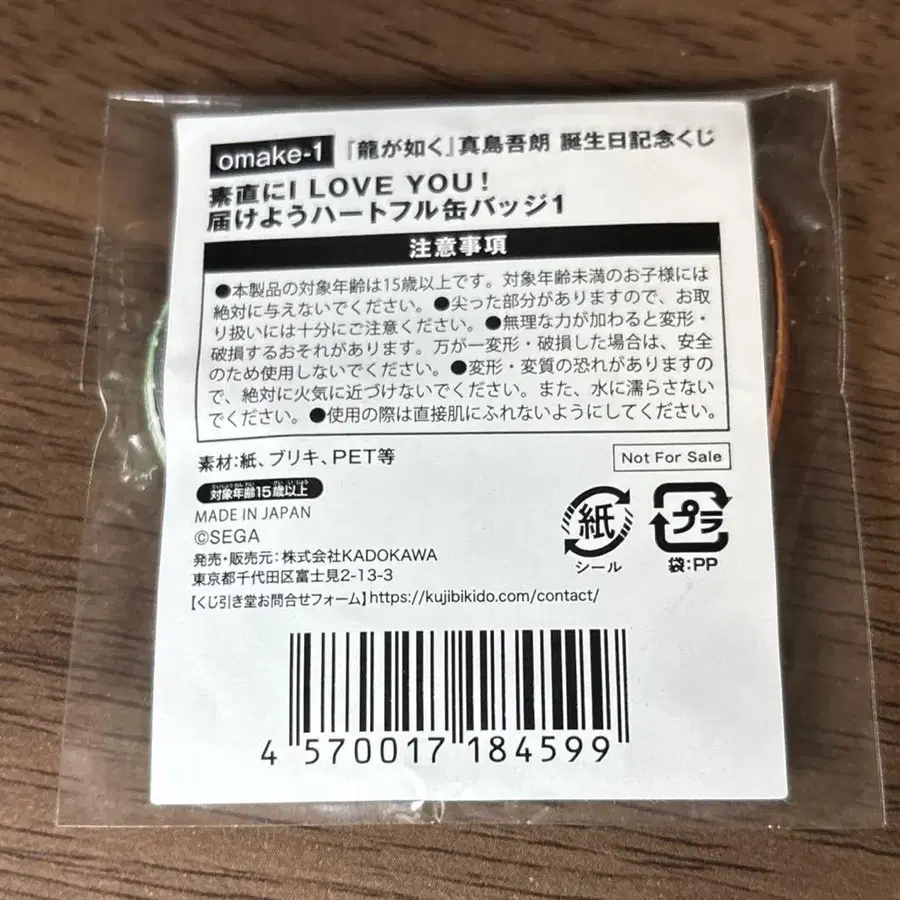 omake-1 『龍が如く』真島吾朗 誕生日記念くじ
素直にI LOVE YOU！
届けようハートフル缶バッジ1
注意事項
●本製品の対象年齢は15歳以上です。対象年齢未満のお子様には
絶対に与えないでください。●尖った部分がありますので、お取
り扱いには十分にご注意ください。●無理な力が加わると変形・
破損するおそれがあります。万が一変形・破損した場合は、安全
のため使用しないでください。●変形・変質の恐れがありますの
で、絶対に火気に近づけないでください。また、水に濡らさない
でください。●使用の際は直接肌にふれないようにしてください。
素材:紙、ブリキ、PET等
Not For Sale
対象年齢15歳以上
MADE IN JAPAN
©SEGA
発売・販売元：株式会社KADOKAWA
東京都千代田区富士見2-13-3
【くじ引き堂お問合せフォーム】https://kujibikido.com/contact/
紙
シール
プラ
袋:PP
4 570017 184599